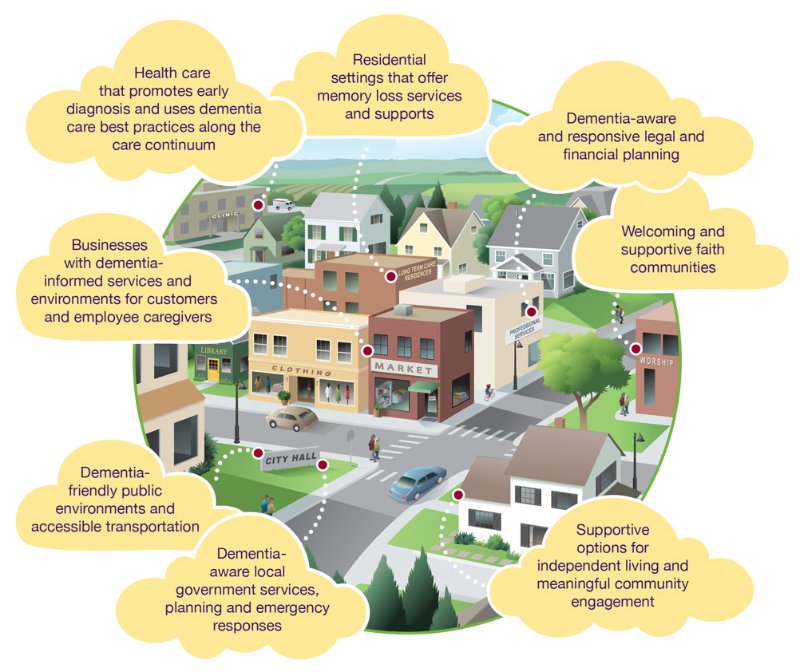 Health care
that promotes early
diagnosis and uses dementia
care best practices along the
care continuum
Residential
settings that offer
memory loss services
and supports
Dementia-aware
and responsive legal and
financial planning
Welcoming and
supportive faith
communities
Businesses
with dementia-
informed services and
environments for customers
and employee caregivers
CLINIC
LONG TERM CARE
RESIDENCES
PROFESSIONAL
SERVICES
WORSHIP
LIBRARY
CLOTHING
MARKET
CITY HALL
Dementia-
friendly public
environments and
accessible transportation
Dementia-
aware local
government services,
planning and emergency
responses
Supportive
options for
independent living and
meaningful community
engagement